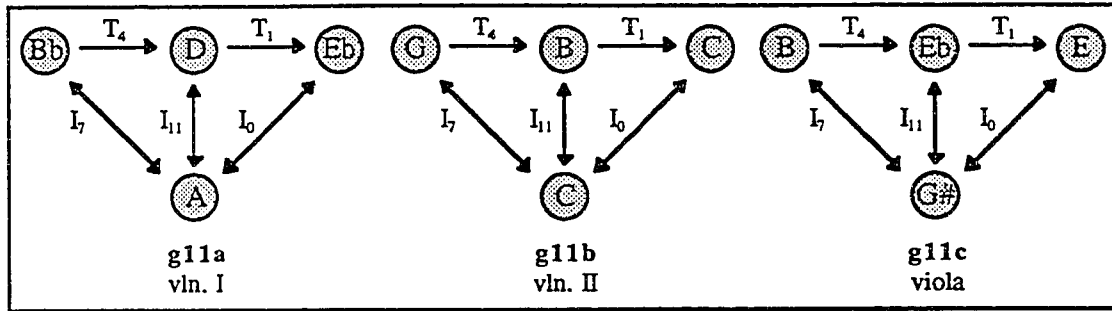 T₄ T₁ T₄ T₁ T₄ T₁
Bb D Eb G B C B Eb E
I₇ I₁₁ I₀ I₇ I₁₁ I₀ I₇ I₁₁ I₀
A C G#
g11a g11b g11c
vln. I vln. II viola